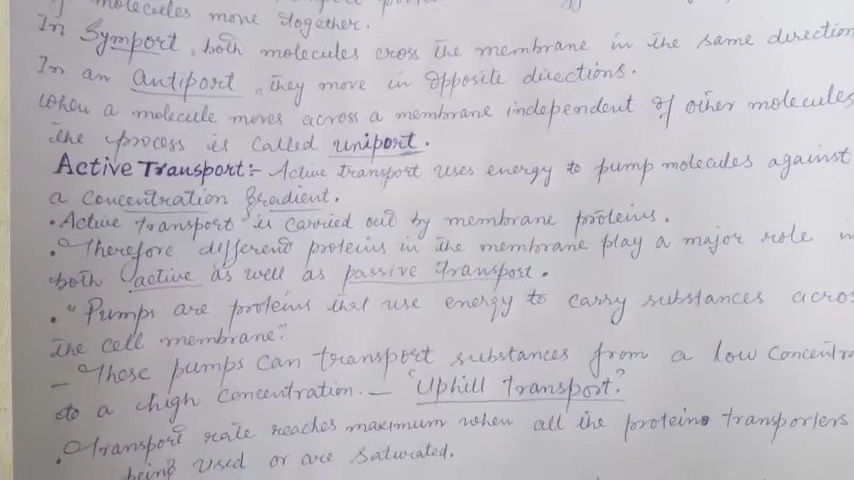 molecules move together.
In Symport, both molecules cross the membrane in the same direction
In an antiport, they move in opposite directions.
When a molecule moves across a membrane independent of other molecules
the process is called uniport.
Active Transport:- Active transport uses energy to pump molecules against
a concentration gradient.
• Active transport is carried out by membrane proteins.
• Therefore different proteins in the membrane play a major role in
both active as well as passive transport.
• "Pumps are proteins that use energy to carry substances acros
the cell membrane."
- These pumps can transport substances from a low concentra
to a high concentration. - 'Uphill transport'.
• Transport rate reaches maximum when all the protein transporters
being used or are saturated.